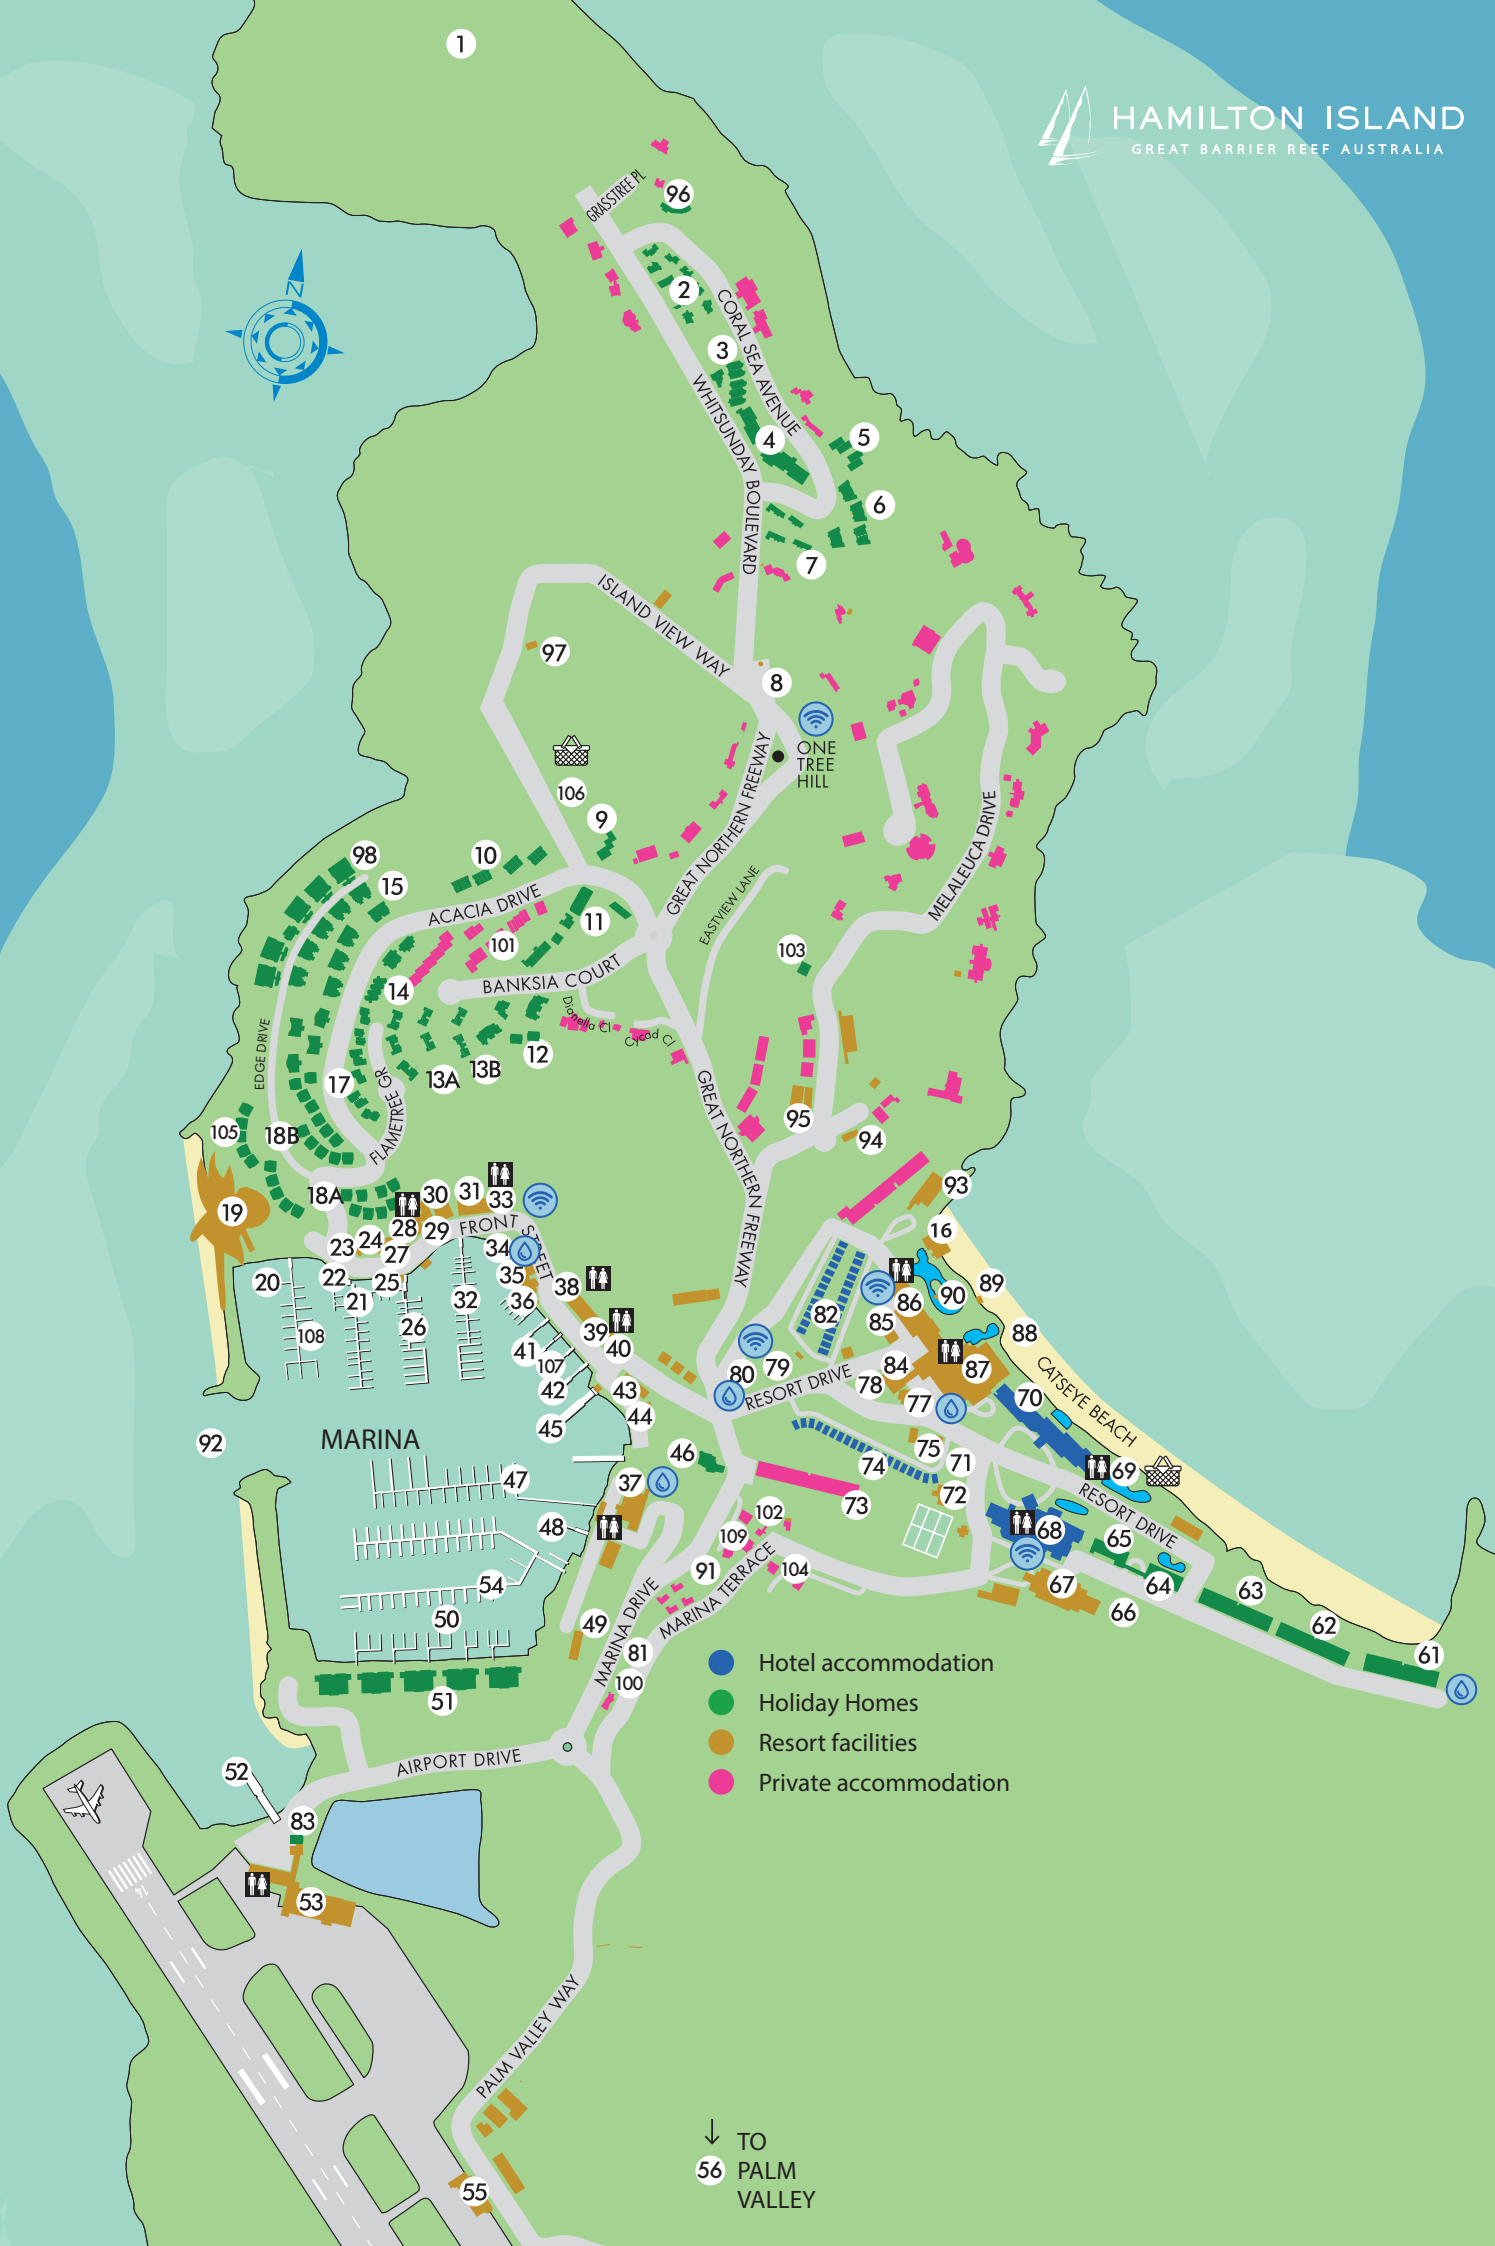 1
HAMILTON ISLAND
GREAT BARRIER REEF AUSTRALIA
GRASSTREE PL
96
N
2
CORAL SEA AVENUE
3
WHITSUNDAY BOULEVARD
4
5
6
7
ISLAND VIEW WAY
97
8
ONE
TREE
HILL
106
9
GREAT NORTHERN FREEWAY
MELALEUCA DRIVE
98
10
15
ACACIA DRIVE
11
EASTVIEW LANE
101
103
14
BANKSIA COURT
Dianella Cl
Cycad Cl
EDGE DRIVE
12
13B
13A
17
FLAMETREE GR
GREAT NORTHERN FREEWAY
95
94
105
18B
18A
19
30
31
33
93
28
29
FRONT STREET
16
23
24
27
34
20
22
25
35
38
89
90
21
32
36
86
82
85
108
26
39
88
40
41
107
84
87
80
79
CATSEYE BEACH
42
43
78
RESORT DRIVE
70
77
44
45
92
MARINA
46
75
71
74
69
47
37
72
73
RESORT DRIVE
102
48
109
68
65
91
104
MARINA TERRACE
54
67
64
63
50
49
MARINA DRIVE
66
62
81
61
100
51
Hotel accommodation
Holiday Homes
Resort facilities
Private accommodation
AIRPORT DRIVE
52
83
14
53
PALM VALLEY WAY
TO
56 PALM
VALLEY
55